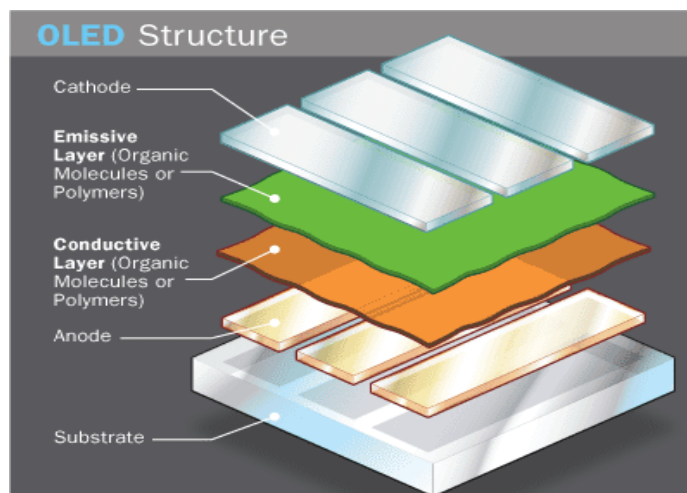 OLED Structure
Cathode
Emissive
Layer (Organic
Molecules or
Polymers)
Conductive
Layer (Organic
Molecules or
Polymers)
Anode
Substrate